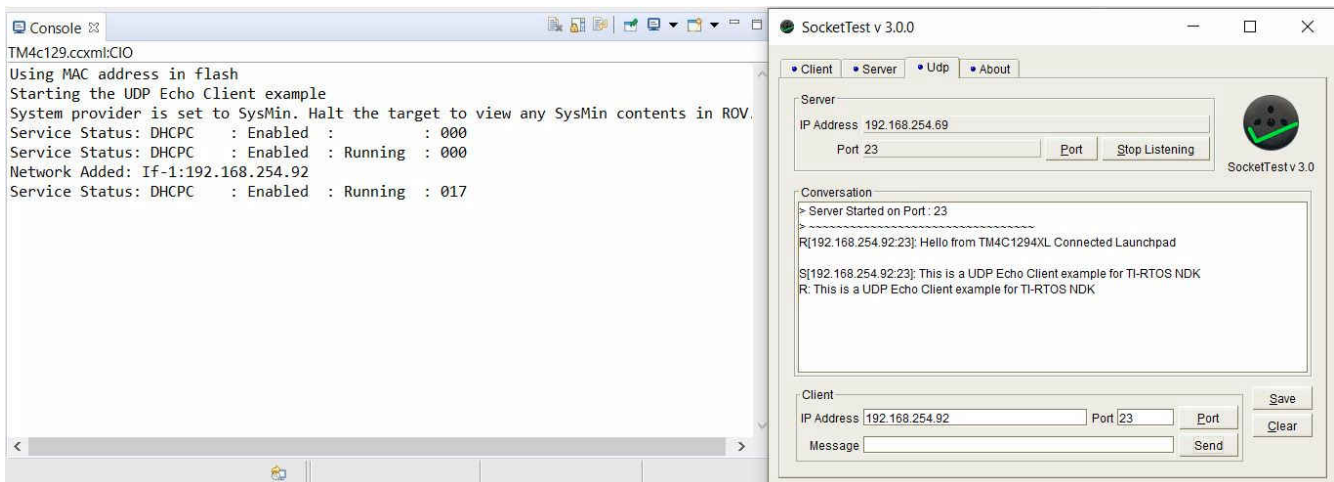 Console
TM4c129.ccxml:CIO
Using MAC address in flash
Starting the UDP Echo Client example
System provider is set to SysMin. Halt the target to view any SysMin contents in ROV.
Service Status: DHCPC    : Enabled  :         : 000
Service Status: DHCPC    : Enabled  : Running : 000
Network Added: If-1:192.168.254.92
Service Status: DHCPC    : Enabled  : Running : 017
SocketTest v 3.0.0
Client Server Udp About
Server
IP Address 192.168.254.69
Port 23 Port Stop Listening
SocketTest v 3.0
Conversation
> Server Started on Port : 23
> ~~~~~~~~~~~~~~~~~~~~~~~~~~~~~~~~~
R[192.168.254.92:23]: Hello from TM4C1294XL Connected Launchpad
S[192.168.254.92:23]: This is a UDP Echo Client example for TI-RTOS NDK
R: This is a UDP Echo Client example for TI-RTOS NDK
Client
IP Address 192.168.254.92 Port 23 Port
Message Send
Save
Clear